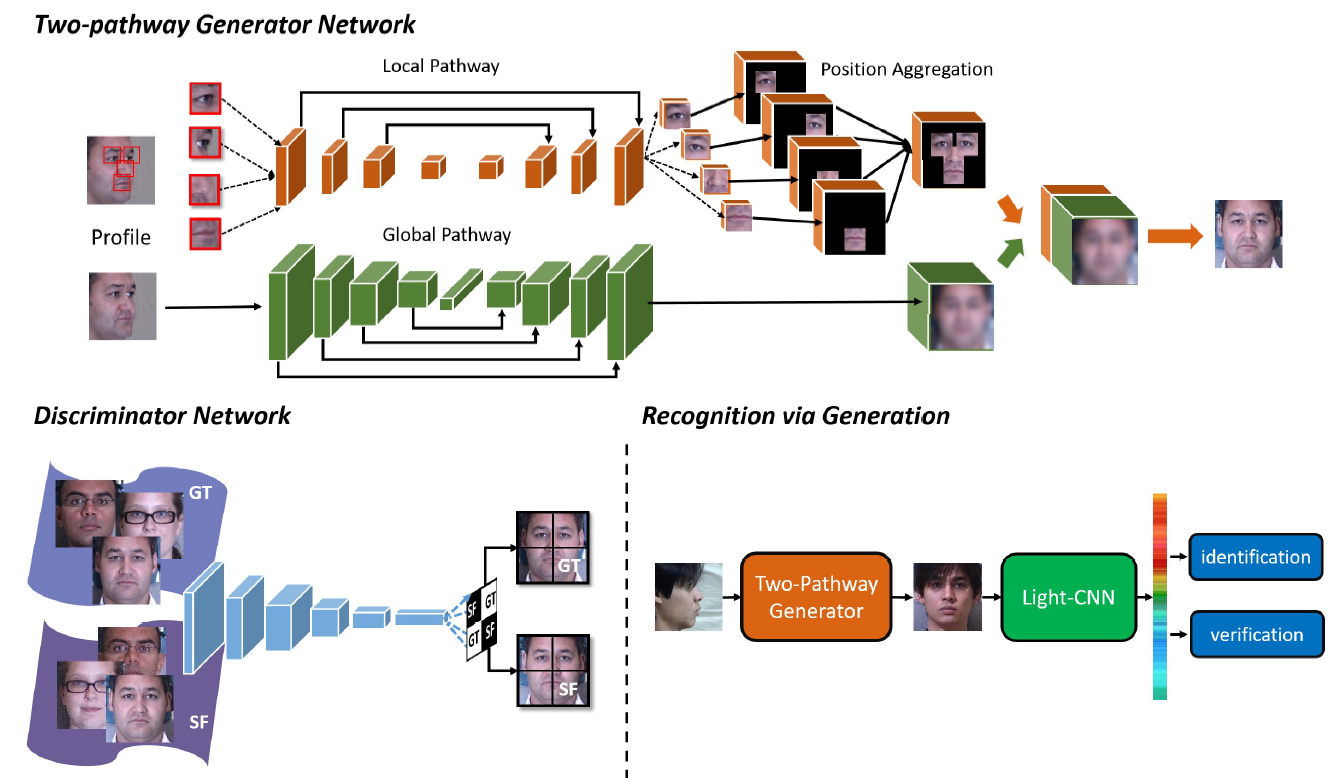 Two-pathway Generator Network
Local Pathway
Position Aggregation
Profile
Global Pathway
Discriminator Network
Recognition via Generation
GT
SF
SF
GT
GT
SF
GT
SF
Two-Pathway
Generator
Light-CNN
identification
verification